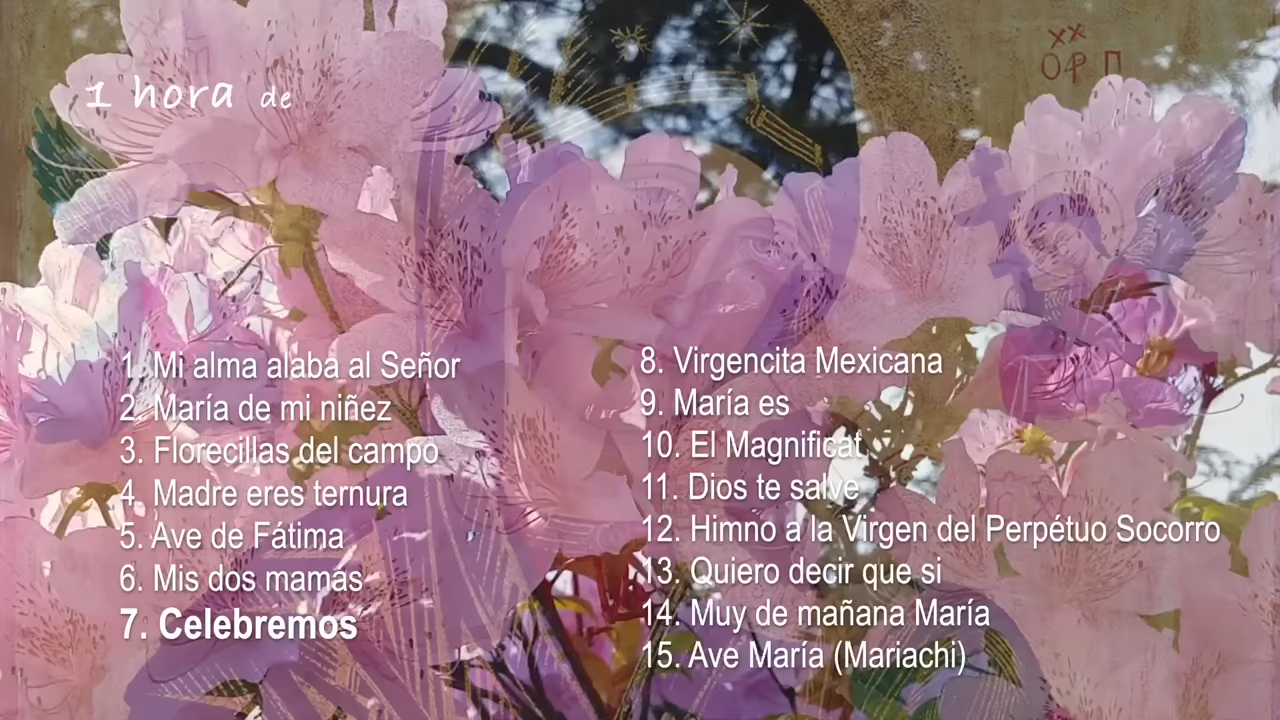 1 hora de
1. Mi alma alaba al Señor
2. María de mi niñez
3. Florecillas del campo
4. Madre eres ternura
5. Ave de Fátima
6. Mis dos mamás
7. Celebremos
8. Virgencita Mexicana
9. María es
10. El Magnificat
11. Dios te salve
12. Himno a la Virgen del Perpétuo Socorro
13. Quiero decir que si
14. Muy de mañana María
15. Ave María (Mariachi)